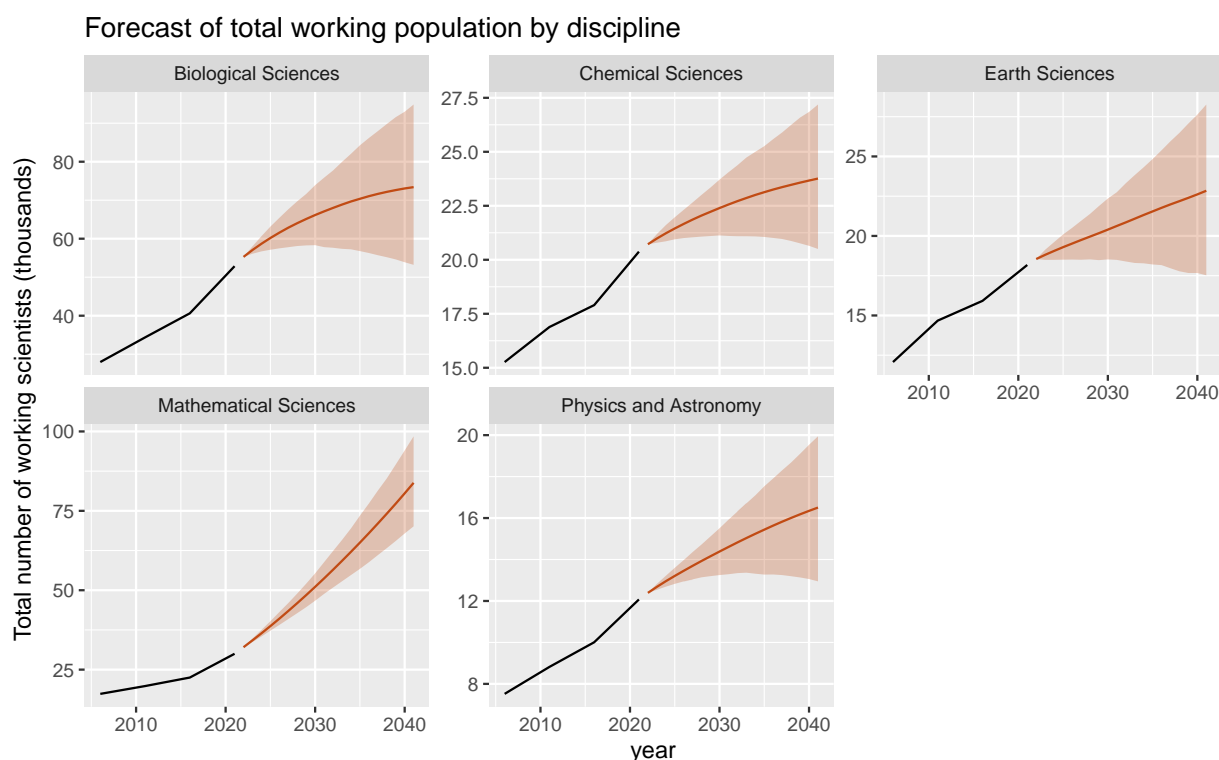 Forecast of total working population by discipline
Total number of working scientists (thousands)
Biological Sciences
80
60
40
Chemical Sciences
27.5
25.0
22.5
20.0
17.5
15.0
Earth Sciences
25
20
15
2010 2020 2030 2040
Mathematical Sciences
100
75
50
25
2010 2020 2030 2040
Physics and Astronomy
20
16
12
8
2010 2020 2030 2040
year